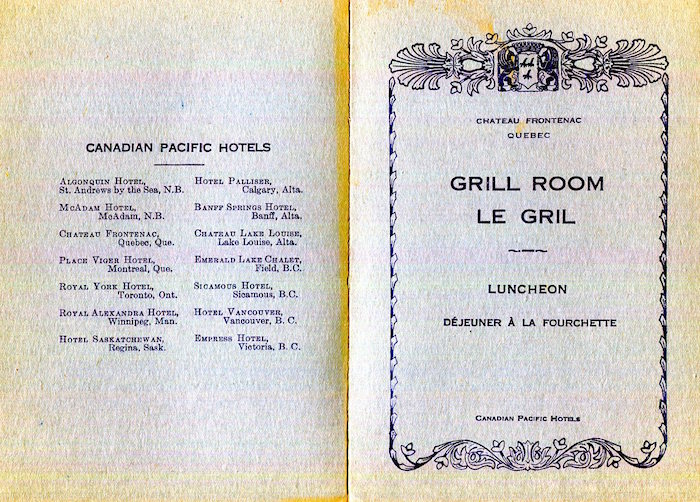 CANADIAN PACIFIC HOTELS
ALGONQUIN HOTEL,
St. Andrews by the Sea, N.B.
MCADAM HOTEL,
McAdam, N.B.
CHATEAU FRONTENAC,
Quebec, Que.
PLACE VIGER HOTEL,
Montreal, Que.
ROYAL YORK HOTEL,
Toronto, Ont.
ROYAL ALEXANDRA HOTEL,
Winnipeg, Man.
HOTEL SASKATCHEWAN,
Regina, Sask.
HOTEL PALLISER,
Calgary, Alta.
BANFF SPRINGS HOTEL,
Banff, Alta.
CHATEAU LAKE LOUISE,
Lake Louise, Alta.
EMERALD LAKE CHALET,
Field, B.C.
SICAMOUS HOTEL,
Sicamous, B.C.
HOTEL VANCOUVER,
Vancouver, B. C.
EMPRESS HOTEL,
Victoria, B. C.
CHATEAU FRONTENAC
QUEBEC
GRILL ROOM
LE GRIL
LUNCHEON
DÉJEUNER À LA FOURCHETTE
CANADIAN PACIFIC HOTELS